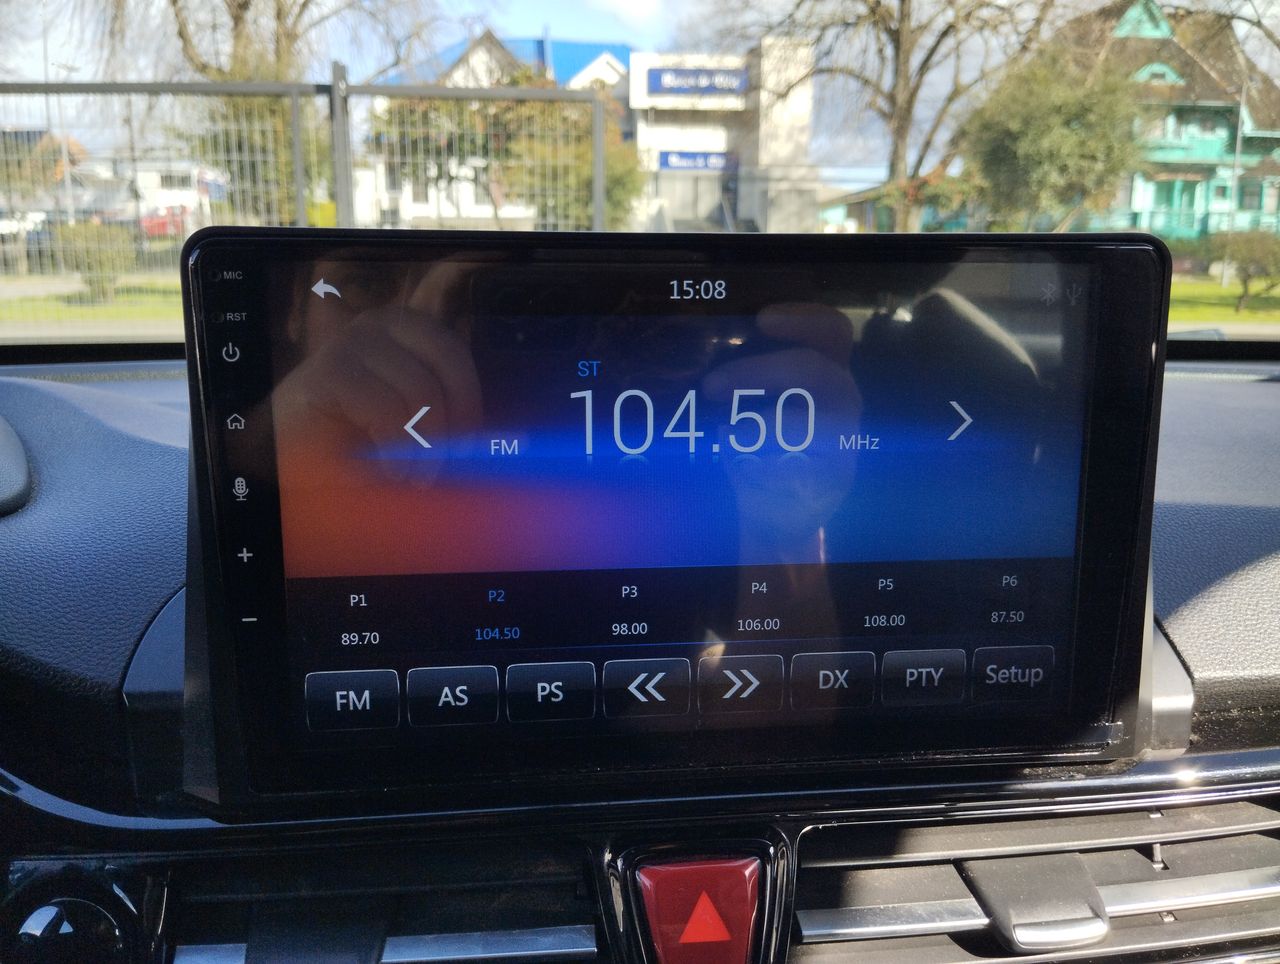 MIC
RST
15:08
ST
FM 104.50 MHz
P1 P2 P3 P4 P5 P6
89.70 104.50 98.00 106.00 108.00 87.50
FM AS PS DX PTY Setup